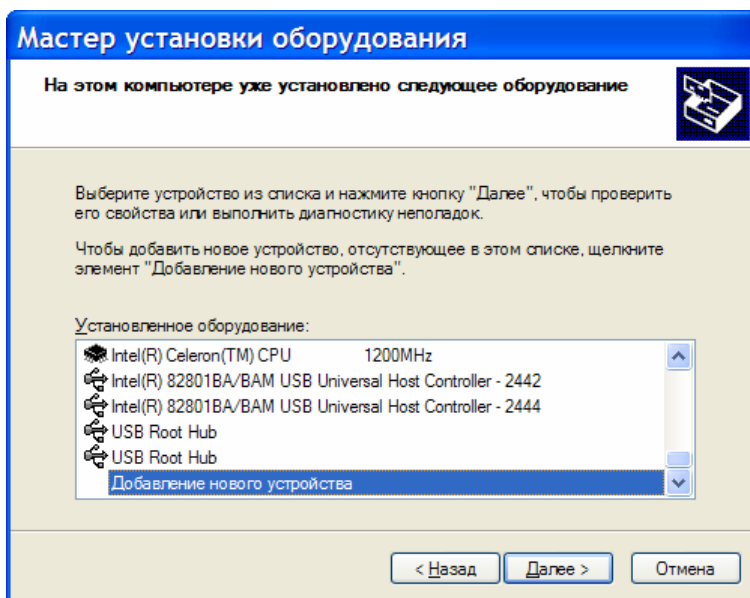 Мастер установки оборудования
На этом компьютере уже установлено следующее оборудование
Выберите устройство из списка и нажмите кнопку "Далее", чтобы проверить
его свойства или выполнить диагностику неполадок.
Чтобы добавить новое устройство, отсутствующее в этом списке, щелкните
элемент "Добавление нового устройства".
Установленное оборудование:
Intel(R) Celeron(TM) CPU 1200MHz
Intel(R) 82801BA/BAM USB Universal Host Controller - 2442
Intel(R) 82801BA/BAM USB Universal Host Controller - 2444
USB Root Hub
USB Root Hub
Добавление нового устройства
< Назад Далее > Отмена